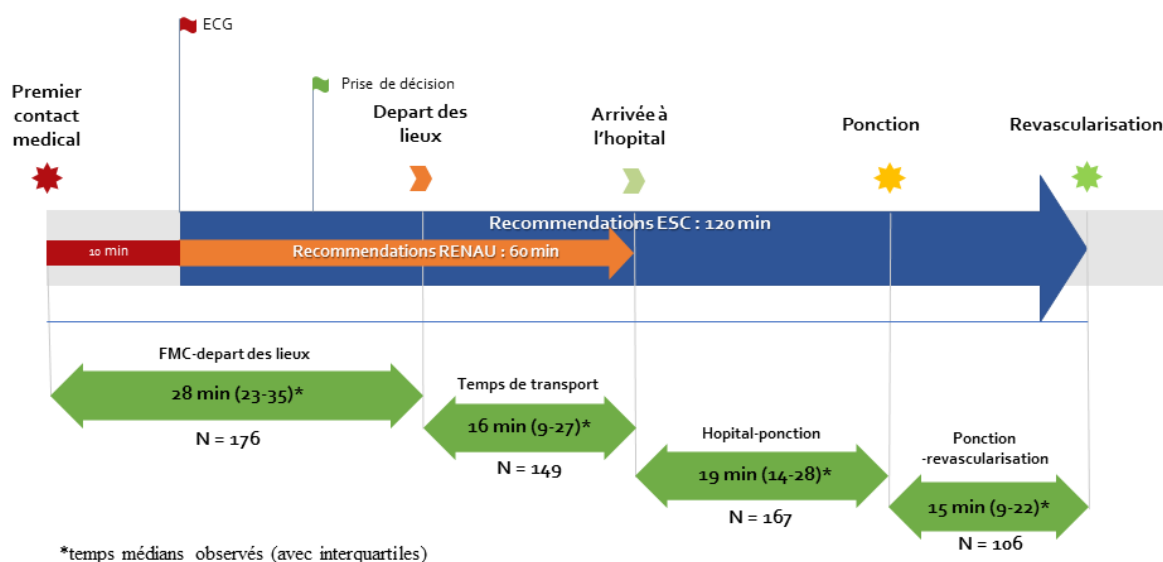 ECG
Prise de décision
Premier
contact
medical
Depart des
lieux
Arrivée à
l'hopital
Ponction
Revascularisation
Recommendations ESC : 120 min
10 min
Recommendations RENAU : 60 min
FMC-depart des lieux
28 min (23-35)*
N = 176
Temps de transport
16 min (9-27)*
N = 149
Hopital-ponction
19 min (14-28)*
N = 167
Ponction
-revascularisation
15 min (9-22)*
N = 106
*temps médians observés (avec interquartiles)